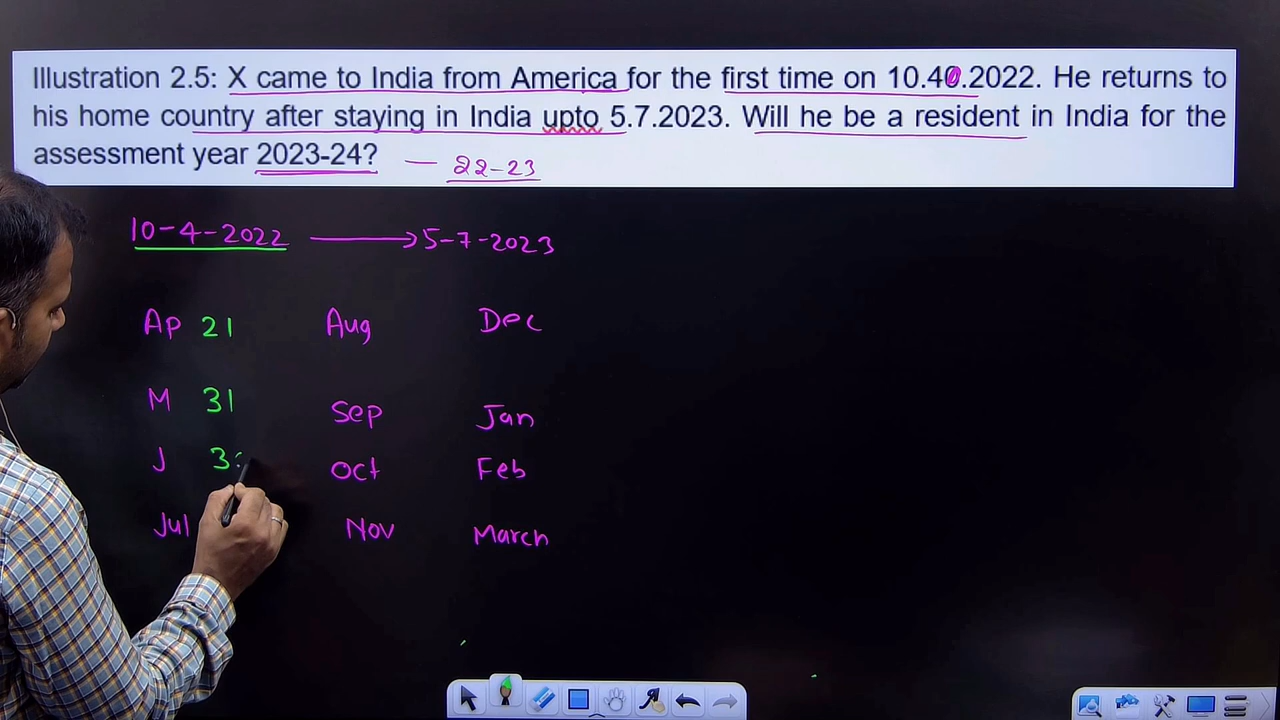 Illustration 2.5: X came to India from America for the first time on 10.40.2022. He returns to
his home country after staying in India upto 5.7.2023. Will he be a resident in India for the
assessment year 2023-24? — 22-23
10-4-2022 → 5-7-2023
Ap 21 Aug Dec
M 31 Sep Jan
J 3 Oct Feb
Jul Nov March